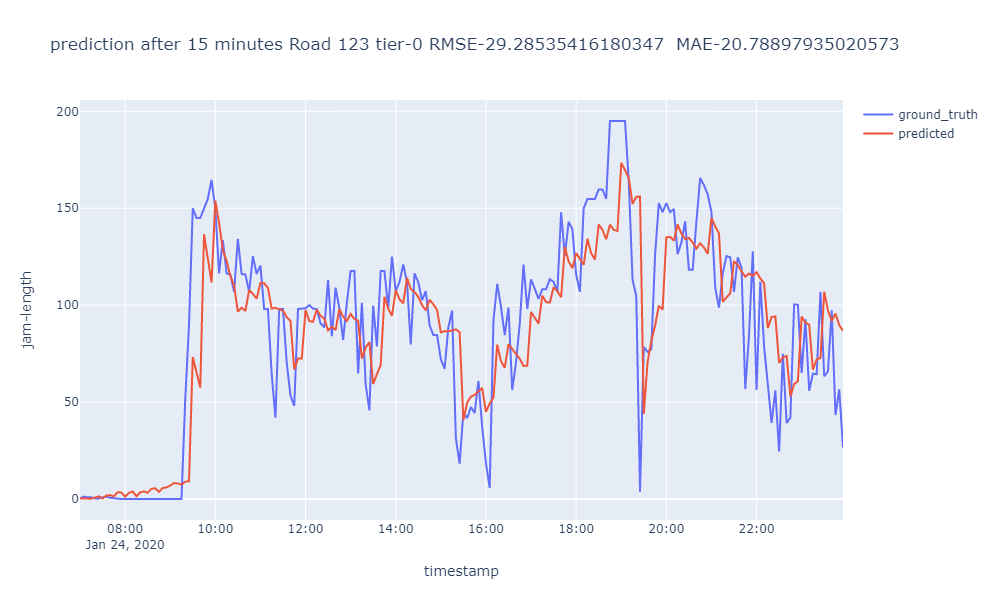 prediction after 15 minutes Road 123 tier-0 RMSE-29.28535416180347  MAE-20.78897935020573
ground_truth
predicted
200
150
100
50
0
jam-length
08:00
10:00
12:00
14:00
16:00
18:00
20:00
22:00
Jan 24, 2020
timestamp